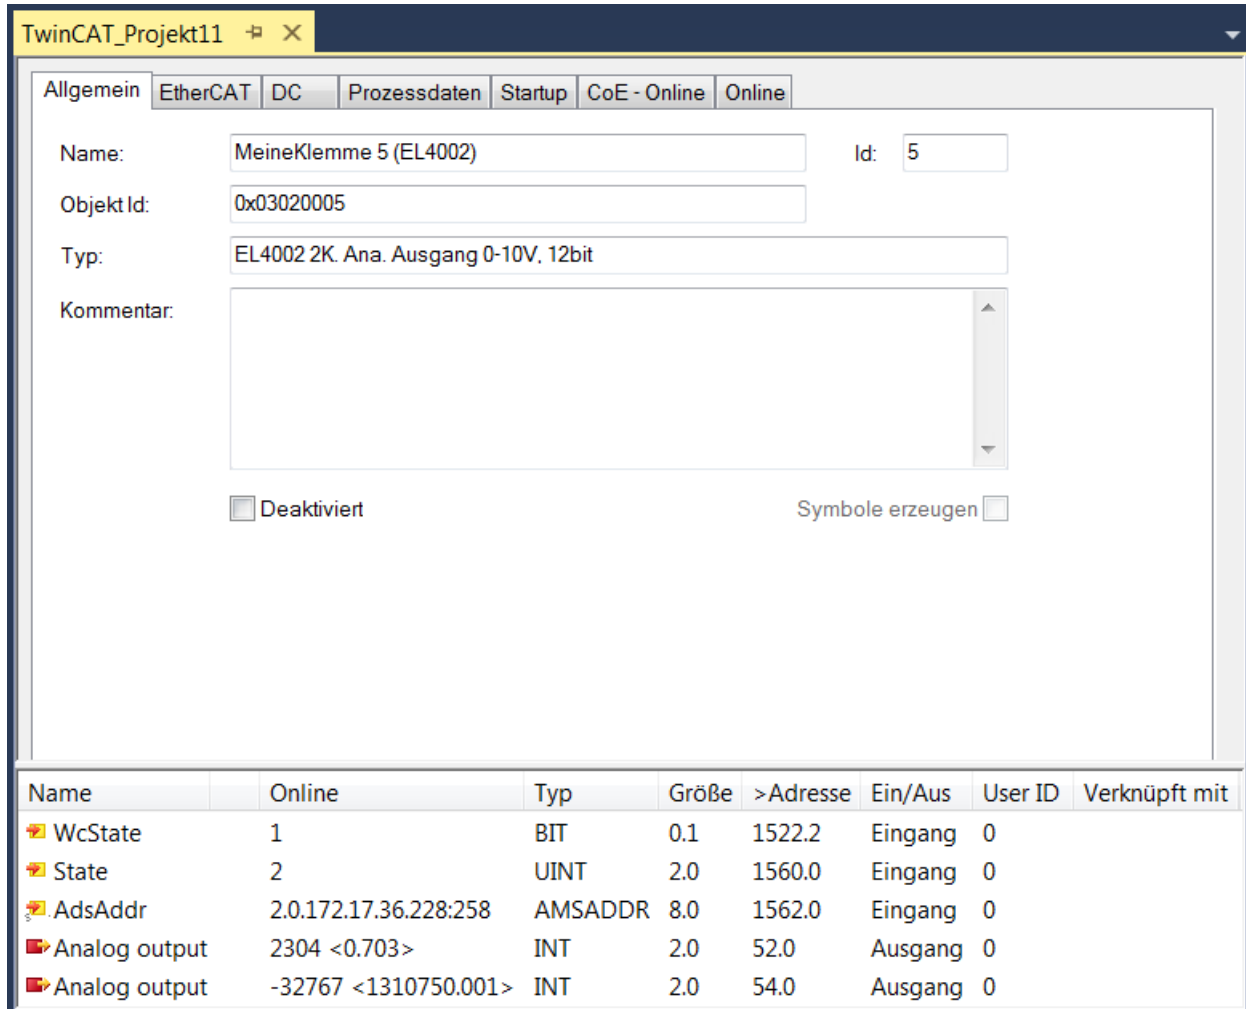 TwinCAT_Projekt11
Allgemein EtherCAT DC Prozessdaten Startup CoE - Online Online
Name: MeineKlemme 5 (EL4002) Id: 5
Objekt Id: 0x03020005
Typ: EL4002 2K. Ana. Ausgang 0-10V, 12bit
Kommentar:
Deaktiviert Symbole erzeugen
Name Online Typ Größe >Adresse Ein/Aus User ID Verknüpft mit
WcState 1 BIT 0.1 1522.2 Eingang 0
State 2 UINT 2.0 1560.0 Eingang 0
AdsAddr 2.0.172.17.36.228:258 AMSADDR 8.0 1562.0 Eingang 0
Analog output 2304 <0.703> INT 2.0 52.0 Ausgang 0
Analog output -32767 <1310750.001> INT 2.0 54.0 Ausgang 0